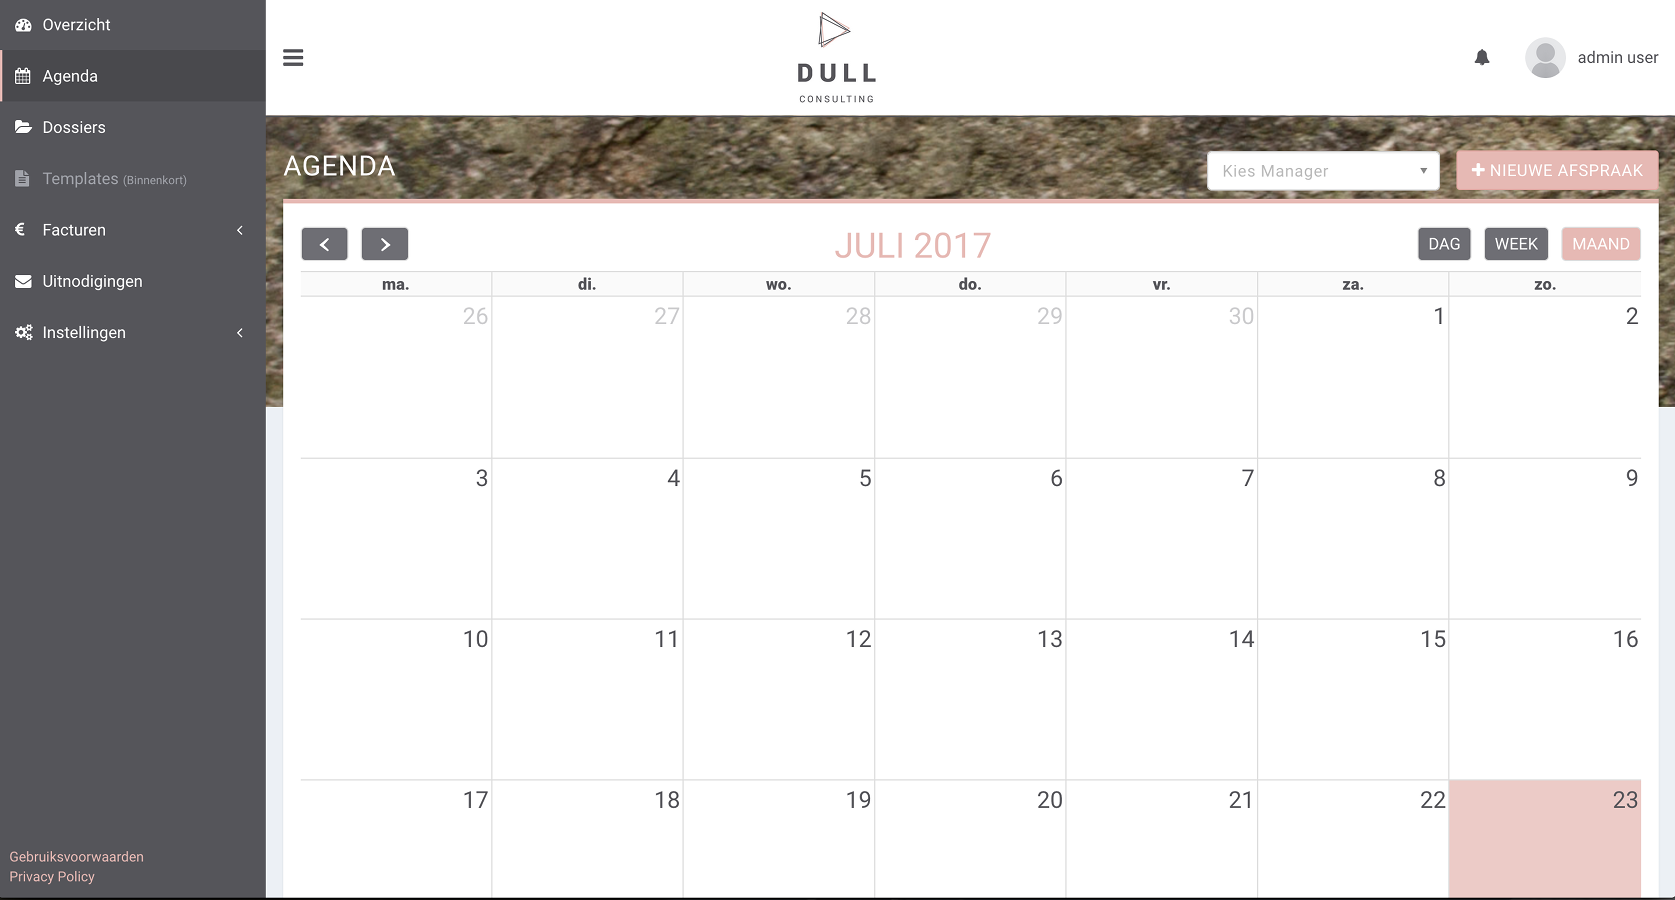 Overzicht
Agenda
Dossiers
Templates (Binnenkort)
Facturen
Uitnodigingen
Instellingen
Gebruiksvoorwaarden
Privacy Policy
DULL
CONSULTING
admin user
AGENDA
Kies Manager
NIEUWE AFSPRAAK
JULI 2017
DAG WEEK MAAND
ma. di. wo. do. vr. za. zo.
26 27 28 29 30 1 2
3 4 5 6 7 8 9
10 11 12 13 14 15 16
17 18 19 20 21 22 23